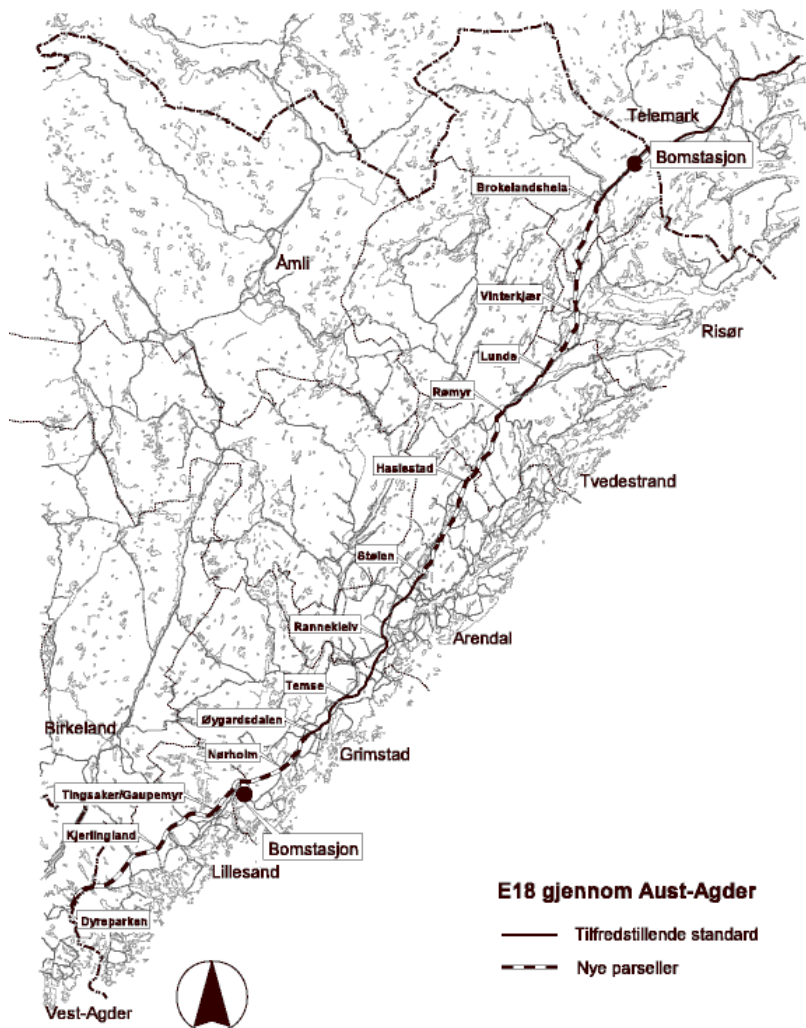 Telemark
Bomstasjon
Brokelandsheia
Åmli
Vinterkjær
Risør
Lunde
Rømyr
Haslestad
Tvedestrand
Stølen
Rannekleiv
Arendal
Temse
Øygardsdalen
Birkeland
Nørholm
Grimstad
Tingsaker/Gaupemyr
Kjerlingland
Bomstasjon
Lillesand
E18 gjennom Aust-Agder
Dyreparken
Tilfredstillende standard
Nye parseller
Vest-Agder